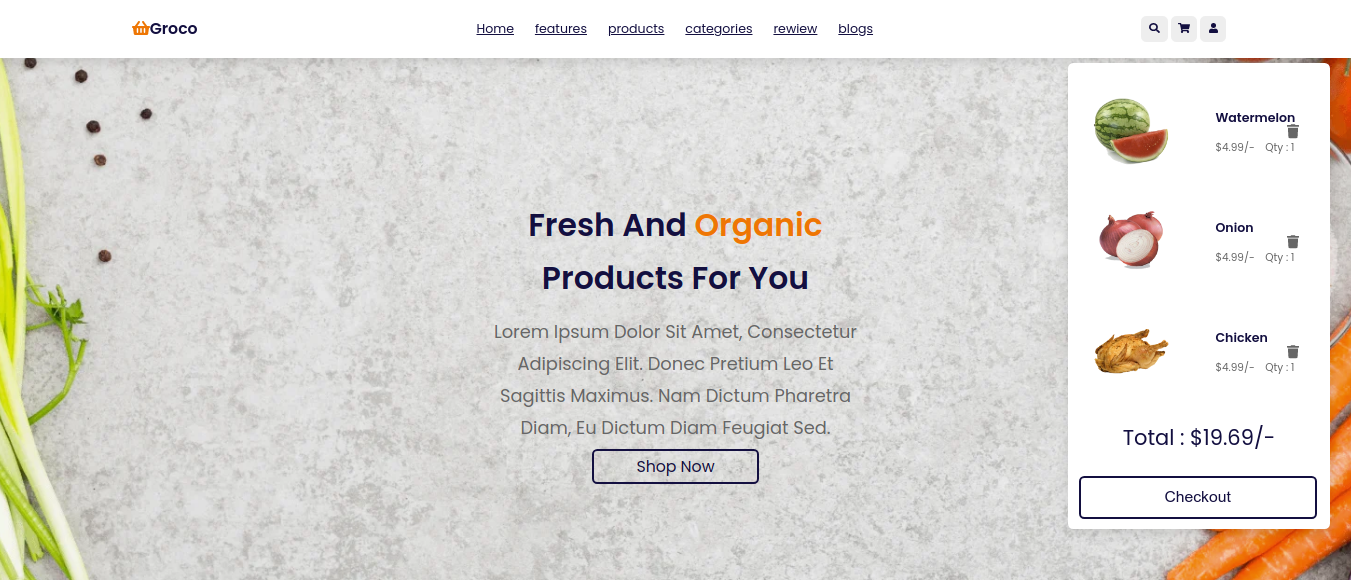 Groco
Home features products categories rewiew blogs
Fresh And Organic
Products For You
Lorem Ipsum Dolor Sit Amet, Consectetur
Adipiscing Elit. Donec Pretium Leo Et
Sagittis Maximus. Nam Dictum Pharetra
Diam, Eu Dictum Diam Feugiat Sed.
Shop Now
Watermelon
$4.99/- Qty : 1
Onion
$4.99/- Qty : 1
Chicken
$4.99/- Qty : 1
Total : $19.69/-
Checkout